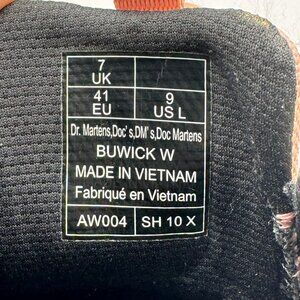 7 UK
41 EU 9 US L
Dr. Martens,Doc's,DM's,Doc Martens
BUWICK W
MADE IN VIETNAM
Fabriqué en Vietnam
AW004 SH 10 X